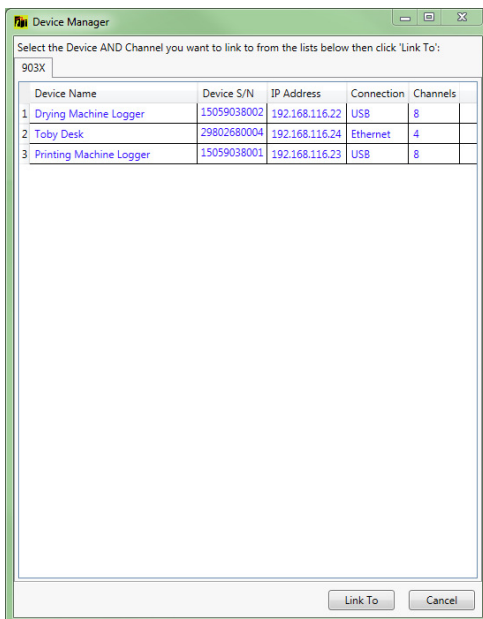 Device Manager
Select the Device AND Channel you want to link to from the lists below then click 'Link To':
903X
Device Name Device S/N IP Address Connection Channels
1 Drying Machine Logger 15059038002 192.168.116.22 USB 8
2 Toby Desk 29802680004 192.168.116.24 Ethernet 4
3 Printing Machine Logger 15059038001 192.168.116.23 USB 8
Link To Cancel